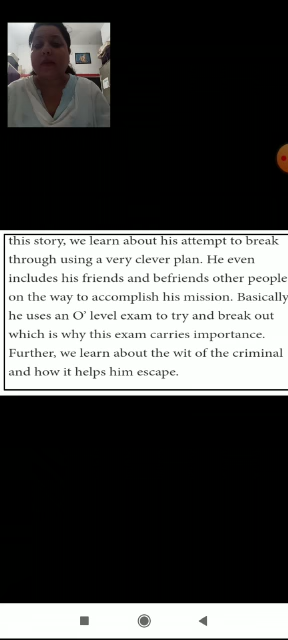 this story, we learn about his attempt to break
through using a very clever plan. He even
includes his friends and befriends other people
on the way to accomplish his mission. Basically
he uses an O' level exam to try and break out
which is why this exam carries importance.
Further, we learn about the wit of the criminal
and how it helps him escape.